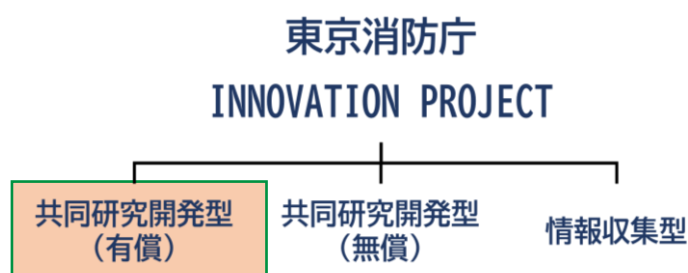 東京消防庁
INNOVATION PROJECT
共同研究開発型
（有償）
共同研究開発型
（無償）
情報収集型